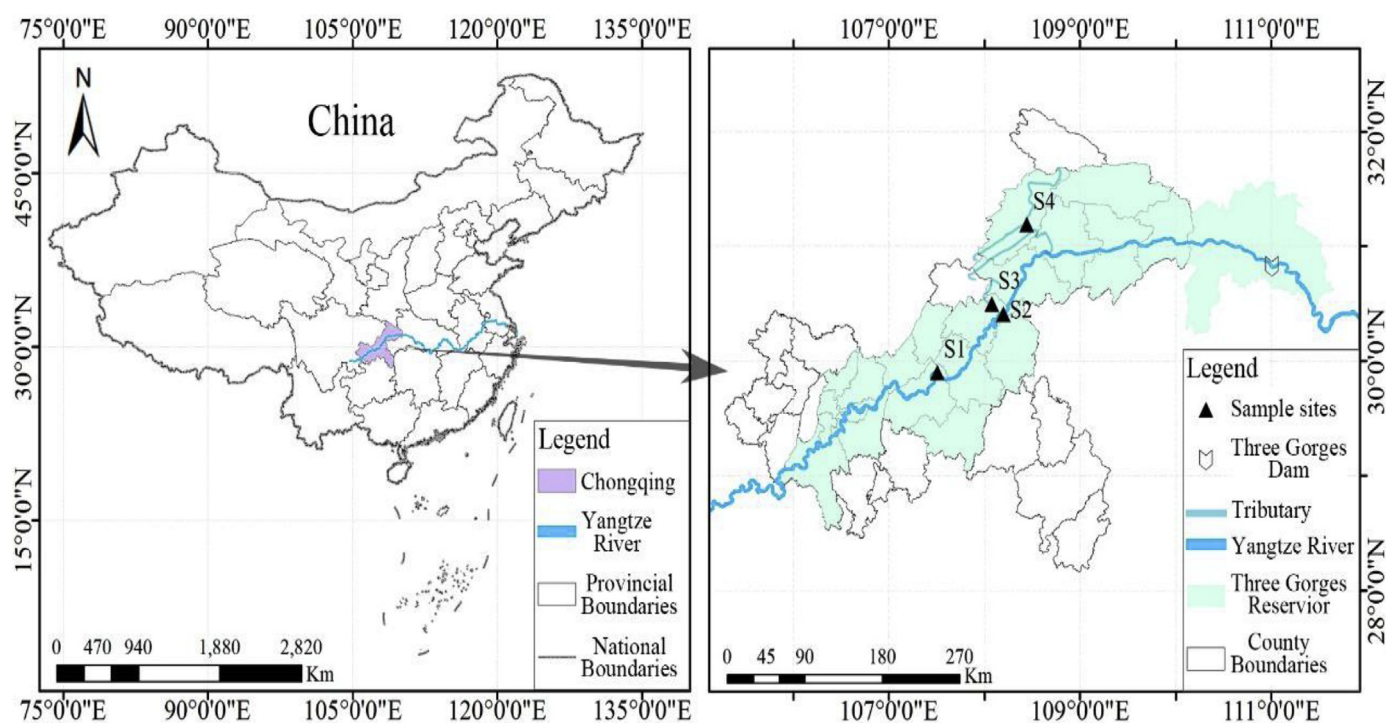 75°0'0"E 90°0'0"E 105°0'0"E 120°0'0"E 135°0'0"E
N
China
45°0'0"N
30°0'0"N
15°0'0"N
Legend
Chongqing
Yangtze
River
Provincial
Boundaries
National
Boundaries
0 470 940 1,880 2,820
Km
75°0'0"E 90°0'0"E 105°0'0"E 120°0'0"E 135°0'0"E
107°0'0"E 109°0'0"E 111°0'0"E
32°0'0"N
30°0'0"N
28°0'0"N
S4
S3
S2
S1
Legend
Sample sites
Three Gorges
Dam
Tributary
Yangtze River
Three Gorges
Reservior
County
Boundaries
0 45 90 180 270
Km
107°0'0"E 109°0'0"E 111°0'0"E